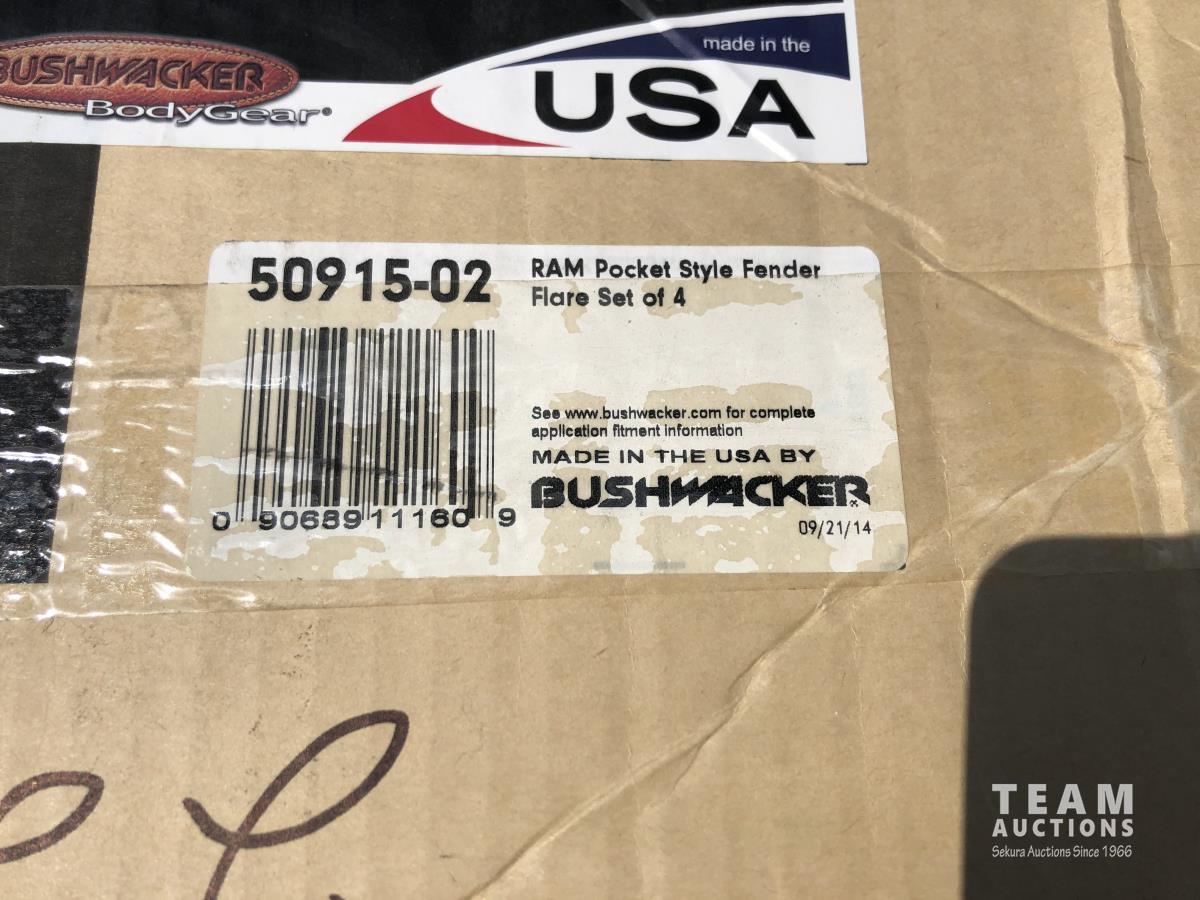 BUSHWACKER
BodyGear®
made in the
USA
50915-02
RAM Pocket Style Fender
Flare Set of 4
See www.bushwacker.com for complete
application fitment information
MADE IN THE USA BY
BUSHWACKER®
09/21/14
0 90689 11160 9
TEAM
AUCTIONS
Sekura Auctions Since 1966